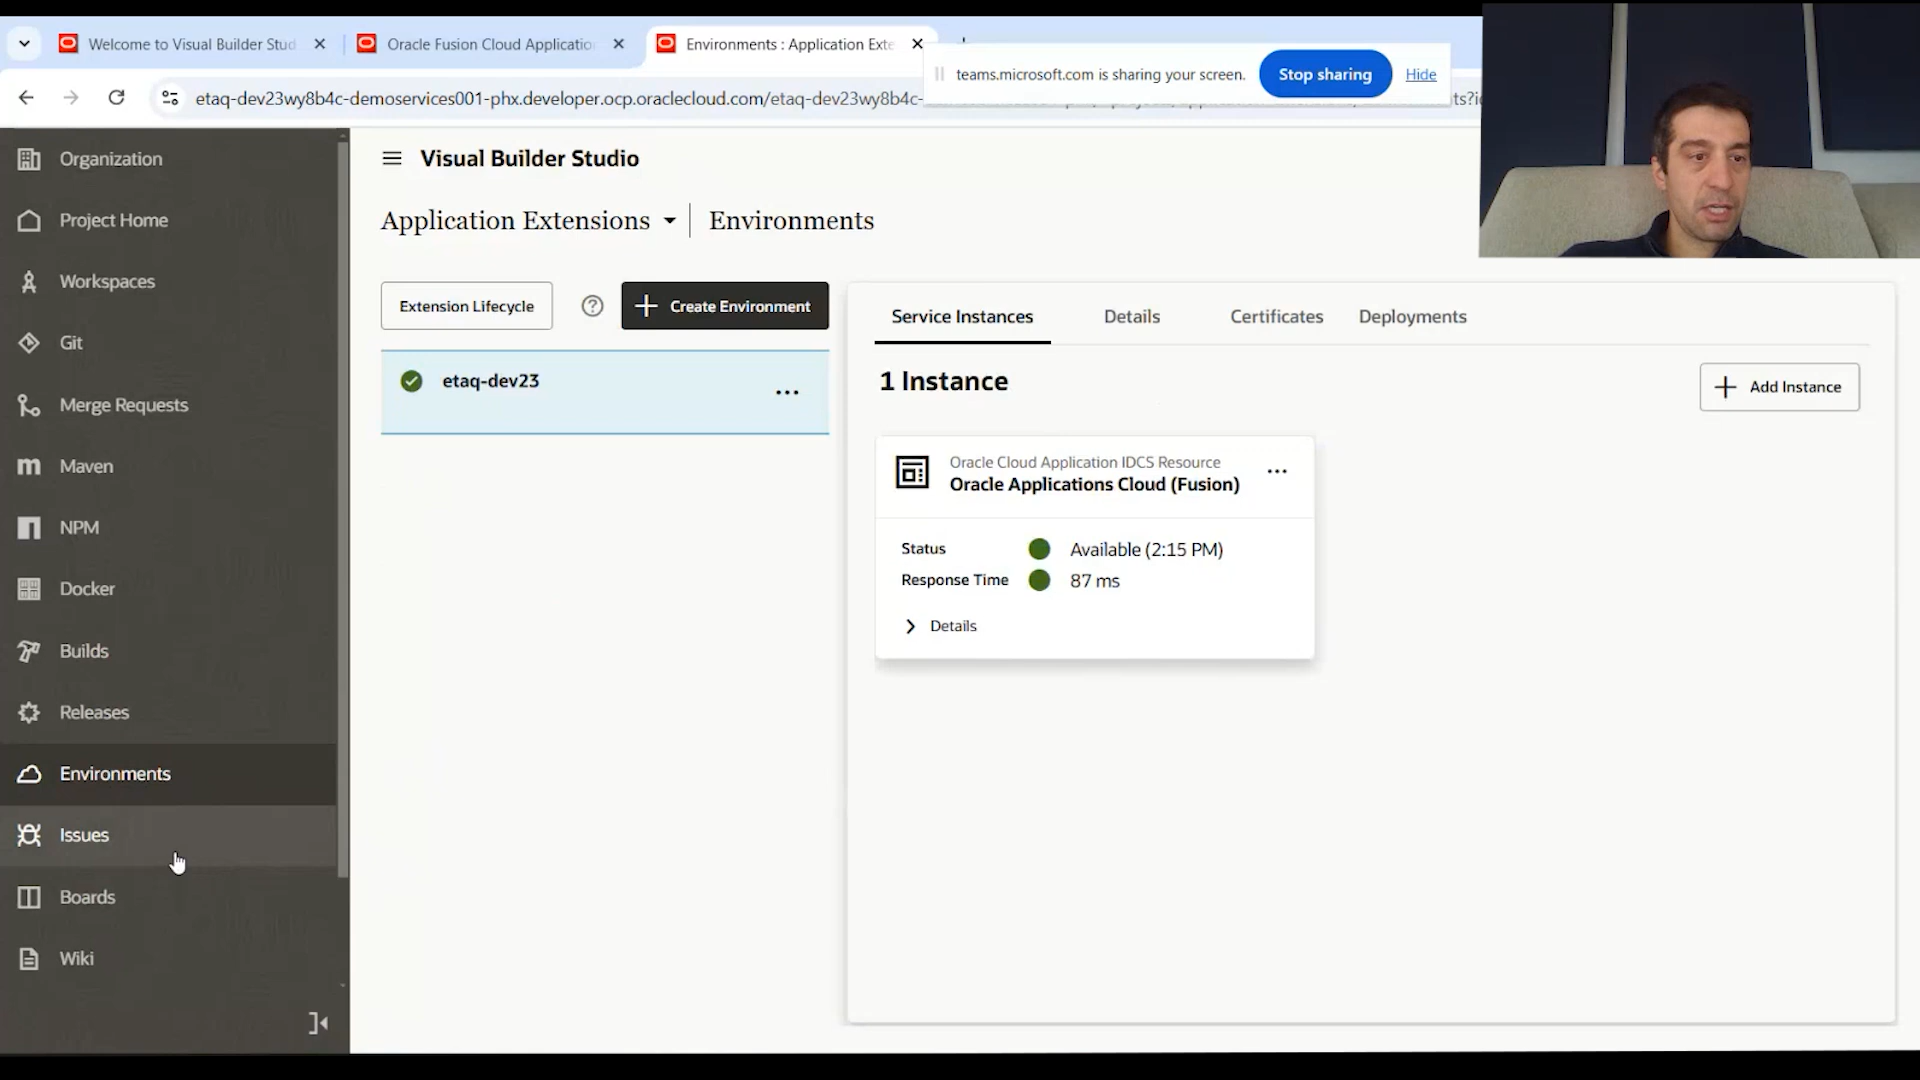 Welcome to Visual Builder Stud
Oracle Fusion Cloud Applicatio
Environments : Application Exte
teams.microsoft.com is sharing your screen.
Stop sharing
Hide
etaq-dev23wy8b4c-demoservices001-phx.developer.ocp.oraclecloud.com/etaq-dev23wy8b4c-
ts?i
Organization
Project Home
Workspaces
Git
Merge Requests
Maven
NPM
Docker
Builds
Releases
Environments
Issues
Boards
Wiki
Visual Builder Studio
Application Extensions
Environments
Extension Lifecycle
Create Environment
etaq-dev23
Service Instances
Details
Certificates
Deployments
1 Instance
Add Instance
Oracle Cloud Application IDCS Resource
Oracle Applications Cloud (Fusion)
Status
Available (2:15 PM)
Response Time
87 ms
Details